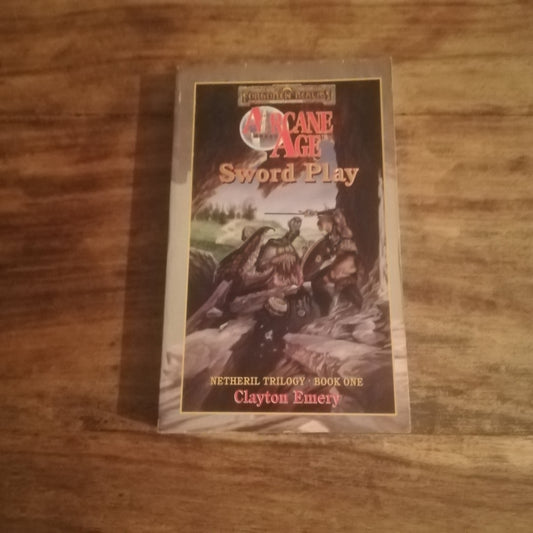 FORGOTTEN REALMS
ARCANE
AGE
Sword Play
NETHERIL TRILOGY · BOOK ONE
Clayton Emery